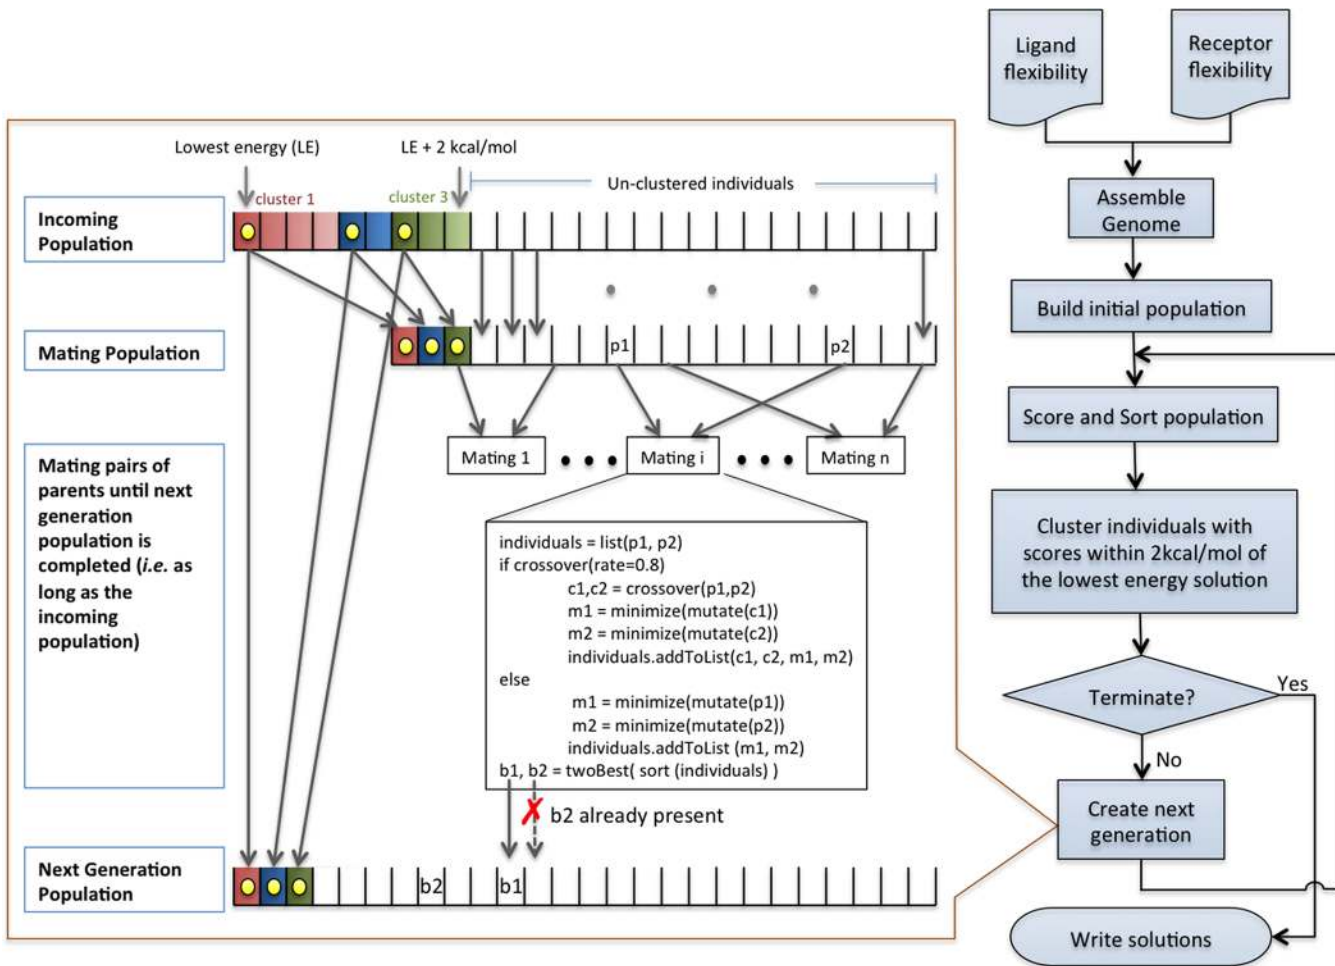 Ligand
flexibility
Receptor
flexibility
Assemble
Genome
Build initial population
Score and Sort population
Cluster individuals with
scores within 2kcal/mol of
the lowest energy solution
Terminate?
Yes
No
Create next
generation
Write solutions
Lowest energy (LE)
LE + 2 kcal/mol
cluster 1
cluster 3
Un-clustered individuals
Incoming
Population
Mating Population
p1
p2
Mating 1
Mating i
Mating n
Mating pairs of
parents until next
generation
population is
completed (i.e. as
long as the
incoming
population)
individuals = list(p1, p2)
if crossover(rate=0.8)
c1,c2 = crossover(p1,p2)
m1 = minimize(mutate(c1))
m2 = minimize(mutate(c2))
individuals.addToList(c1, c2, m1, m2)
else
m1 = minimize(mutate(p1))
m2 = minimize(mutate(p2))
individuals.addToList (m1, m2)
b1, b2 = twoBest( sort (individuals) )
b2 already present
Next Generation
Population
b2
b1